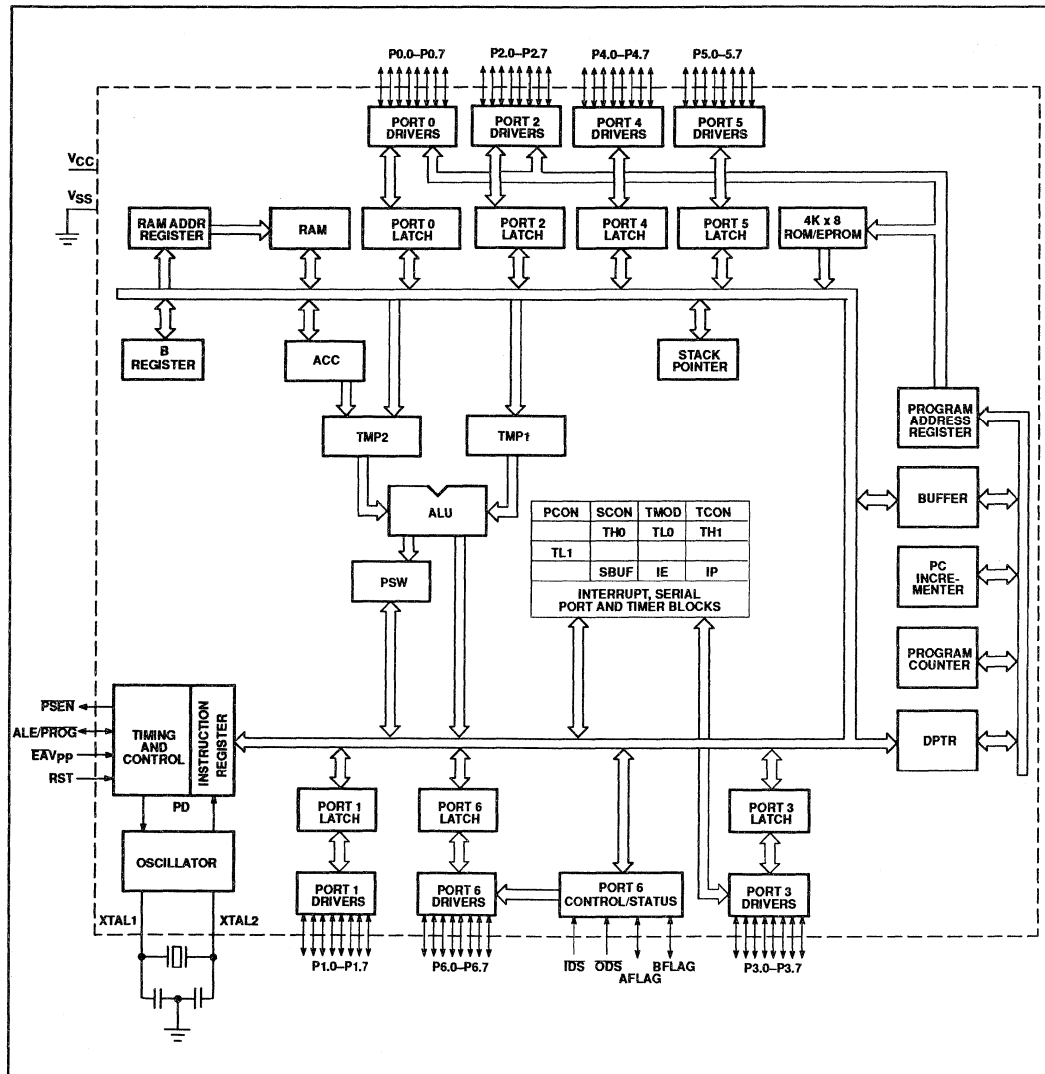 P0.0–P0.7
P2.0–P2.7
P4.0–P4.7
P5.0–5.7
PORT 0
DRIVERS
PORT 2
DRIVERS
PORT 4
DRIVERS
PORT 5
DRIVERS
VCC
VSS
RAM ADDR
REGISTER
RAM
PORT 0
LATCH
PORT 2
LATCH
PORT 4
LATCH
PORT 5
LATCH
4K x 8
ROM/EPROM
B
REGISTER
ACC
STACK
POINTER
PROGRAM
ADDRESS
REGISTER
TMP2
TMP1
BUFFER
ALU
PCON SCON TMOD TCON
TH0 TL0 TH1
TL1
SBUF IE IP
INTERRUPT, SERIAL
PORT AND TIMER BLOCKS
PSW
PC
INCRE-
MENTER
PROGRAM
COUNTER
PSEN
ALE/PROG
EAVPP
RST
TIMING
AND
CONTROL
INSTRUCTION
REGISTER
DPTR
PD
PORT 1
LATCH
PORT 6
LATCH
PORT 3
LATCH
OSCILLATOR
PORT 1
DRIVERS
PORT 6
DRIVERS
PORT 6
CONTROL/STATUS
PORT 3
DRIVERS
XTAL1
XTAL2
P1.0–P1.7
P6.0–P6.7
IDS
ODS
AFLAG
BFLAG
P3.0–P3.7